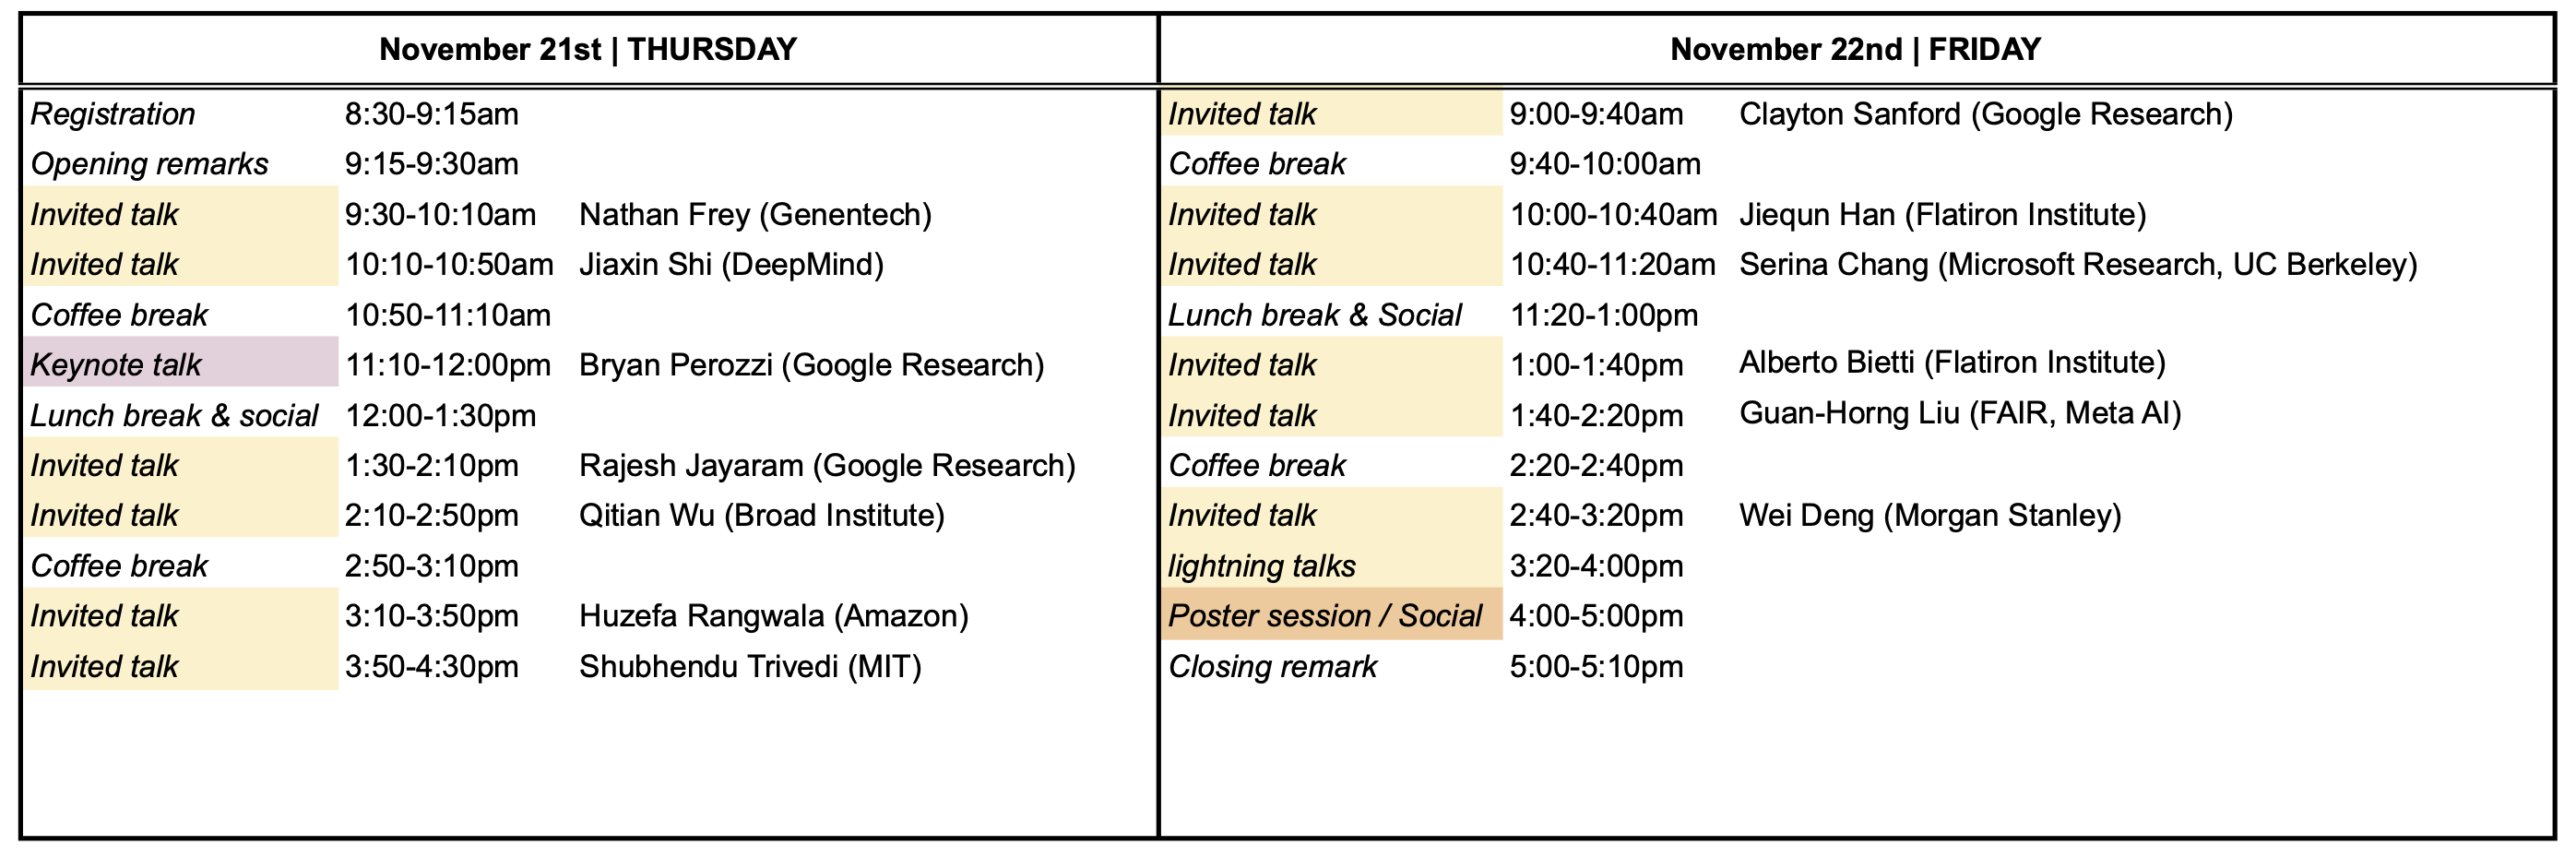 November 21st | THURSDAY
Registration 8:30-9:15am
Opening remarks 9:15-9:30am
Invited talk 9:30-10:10am Nathan Frey (Genentech)
Invited talk 10:10-10:50am Jiaxin Shi (DeepMind)
Coffee break 10:50-11:10am
Keynote talk 11:10-12:00pm Bryan Perozzi (Google Research)
Lunch break & social 12:00-1:30pm
Invited talk 1:30-2:10pm Rajesh Jayaram (Google Research)
Invited talk 2:10-2:50pm Qitian Wu (Broad Institute)
Coffee break 2:50-3:10pm
Invited talk 3:10-3:50pm Huzefa Rangwala (Amazon)
Invited talk 3:50-4:30pm Shubhendu Trivedi (MIT)
November 22nd | FRIDAY
Invited talk 9:00-9:40am Clayton Sanford (Google Research)
Coffee break 9:40-10:00am
Invited talk 10:00-10:40am Jiequn Han (Flatiron Institute)
Invited talk 10:40-11:20am Serina Chang (Microsoft Research, UC Berkeley)
Lunch break & Social 11:20-1:00pm
Invited talk 1:00-1:40pm Alberto Bietti (Flatiron Institute)
Invited talk 1:40-2:20pm Guan-Horng Liu (FAIR, Meta AI)
Coffee break 2:20-2:40pm
Invited talk 2:40-3:20pm Wei Deng (Morgan Stanley)
lightning talks 3:20-4:00pm
Poster session / Social 4:00-5:00pm
Closing remark 5:00-5:10pm